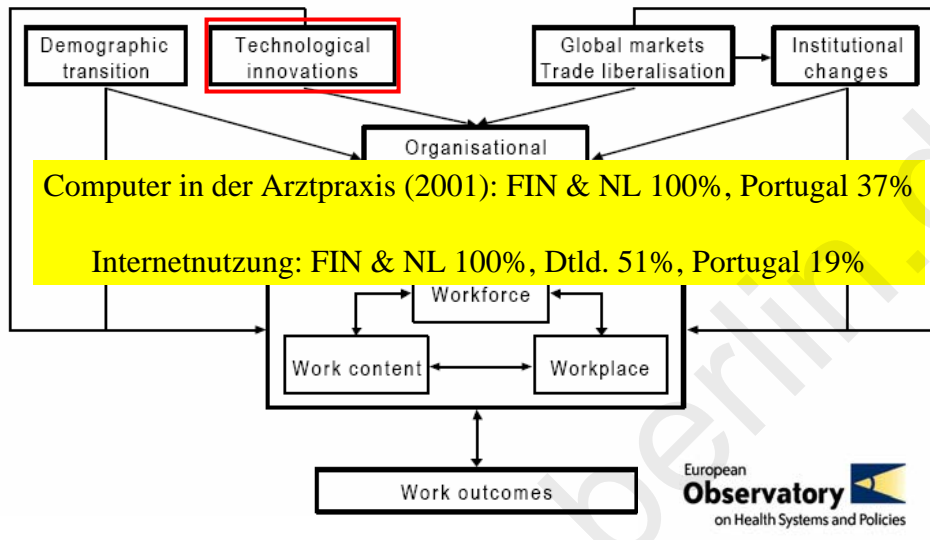 Demographic
transition
Technological
innovations
Global markets
Trade liberalisation
Institutional
changes
Organisational
Computer in der Arztpraxis (2001): FIN & NL 100%, Portugal 37%
Internetnutzung: FIN & NL 100%, Dtld. 51%, Portugal 19%
Workforce
Work content
Workplace
Work outcomes
European
Observatory
on Health Systems and Policies
berlin.d